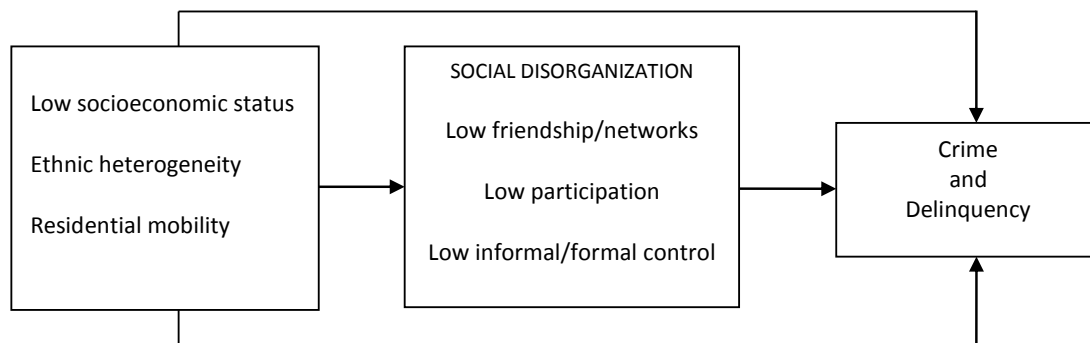 Low socioeconomic status
Ethnic heterogeneity
Residential mobility
SOCIAL DISORGANIZATION
Low friendship/networks
Low participation
Low informal/formal control
Crime
and
Delinquency